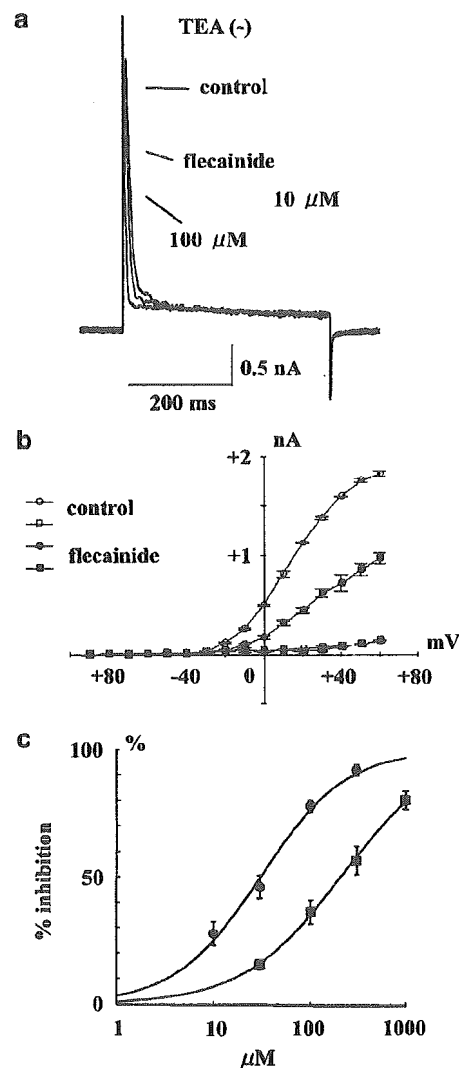 a
TEA (-)
control
flecainide
10 μM
100 μM
0.5 nA
200 ms
b
nA
+2
control
flecainide
+1
mV
+80 -40 0 +40 +80
c
100 %
% inhibition
50
0
1 10 100 1000
μM